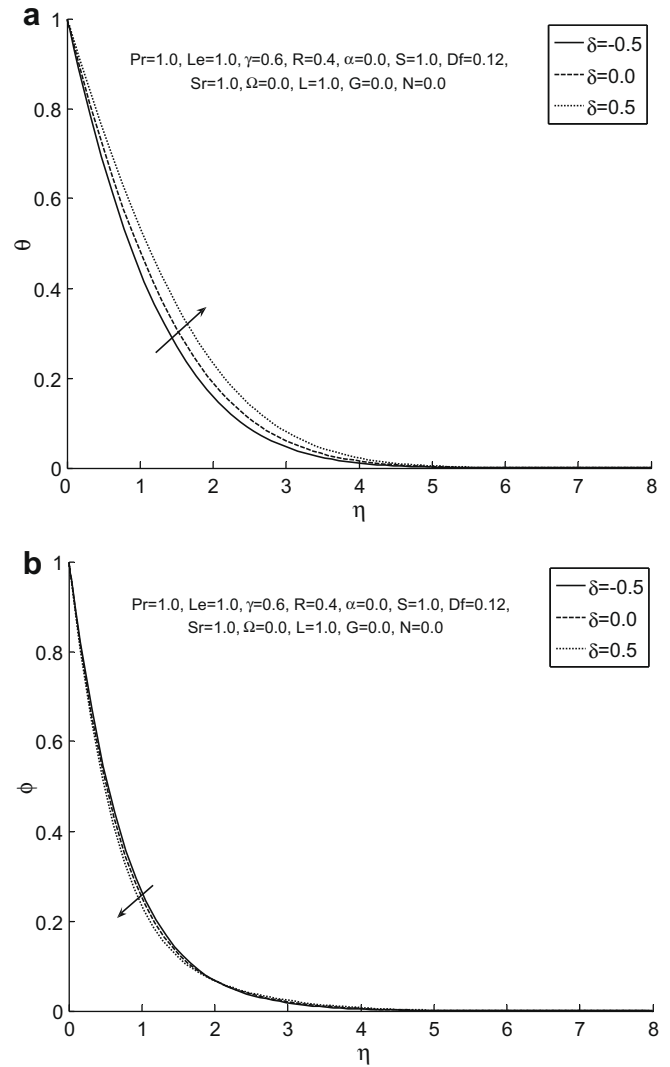 a
Pr=1.0, Le=1.0, γ=0.6, R=0.4, α=0.0, S=1.0, Df=0.12,
Sr=1.0, Ω=0.0, L=1.0, G=0.0, N=0.0
δ=-0.5
δ=0.0
δ=0.5
1
0.8
0.6
0.4
0.2
0
θ
0 1 2 3 4 5 6 7 8
η
b
Pr=1.0, Le=1.0, γ=0.6, R=0.4, α=0.0, S=1.0, Df=0.12,
Sr=1.0, Ω=0.0, L=1.0, G=0.0, N=0.0
δ=-0.5
δ=0.0
δ=0.5
1
0.8
0.6
0.4
0.2
0
ϕ
0 1 2 3 4 5 6 7 8
η